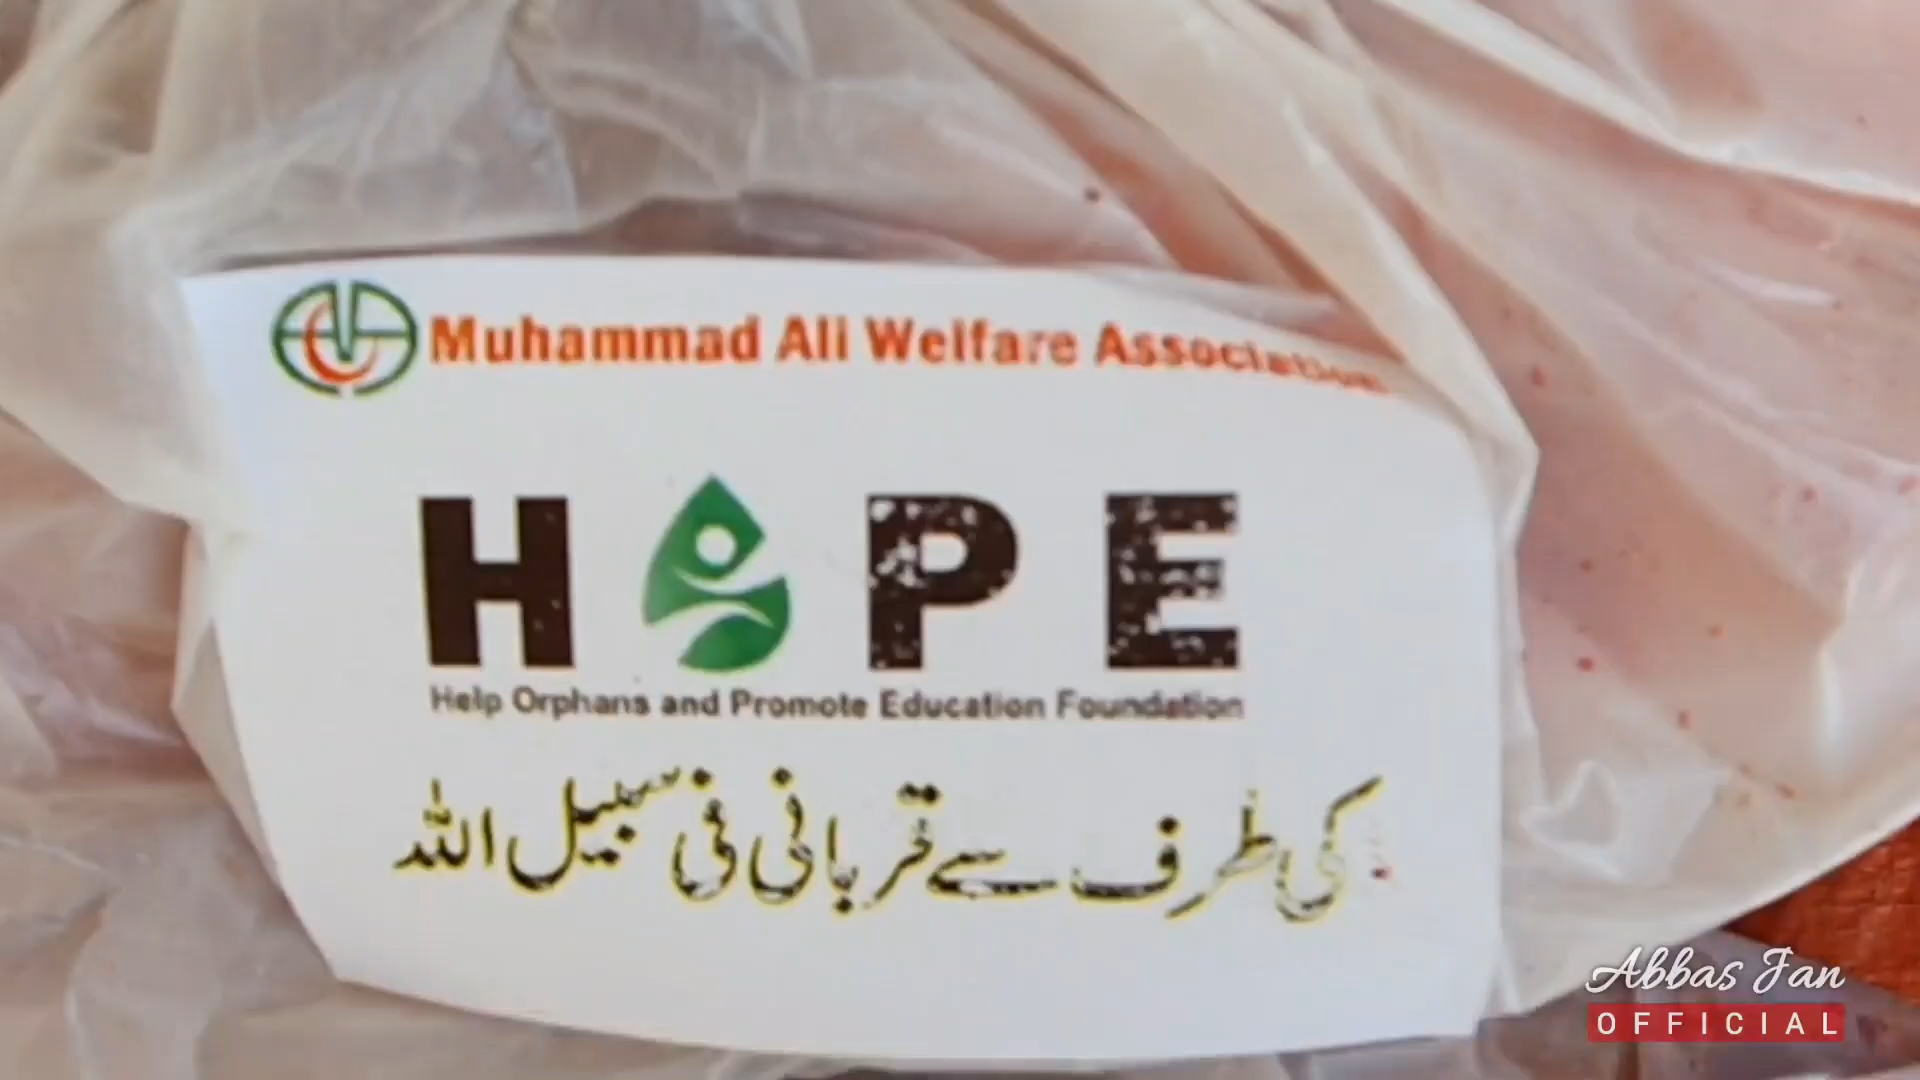 Muhammad Ali Welfare Association
HOPE
Help Orphans and Promote Education Foundation
کی طرف سے قربانی فی سبیل اللہ
Abbas Jan
OFFICIAL